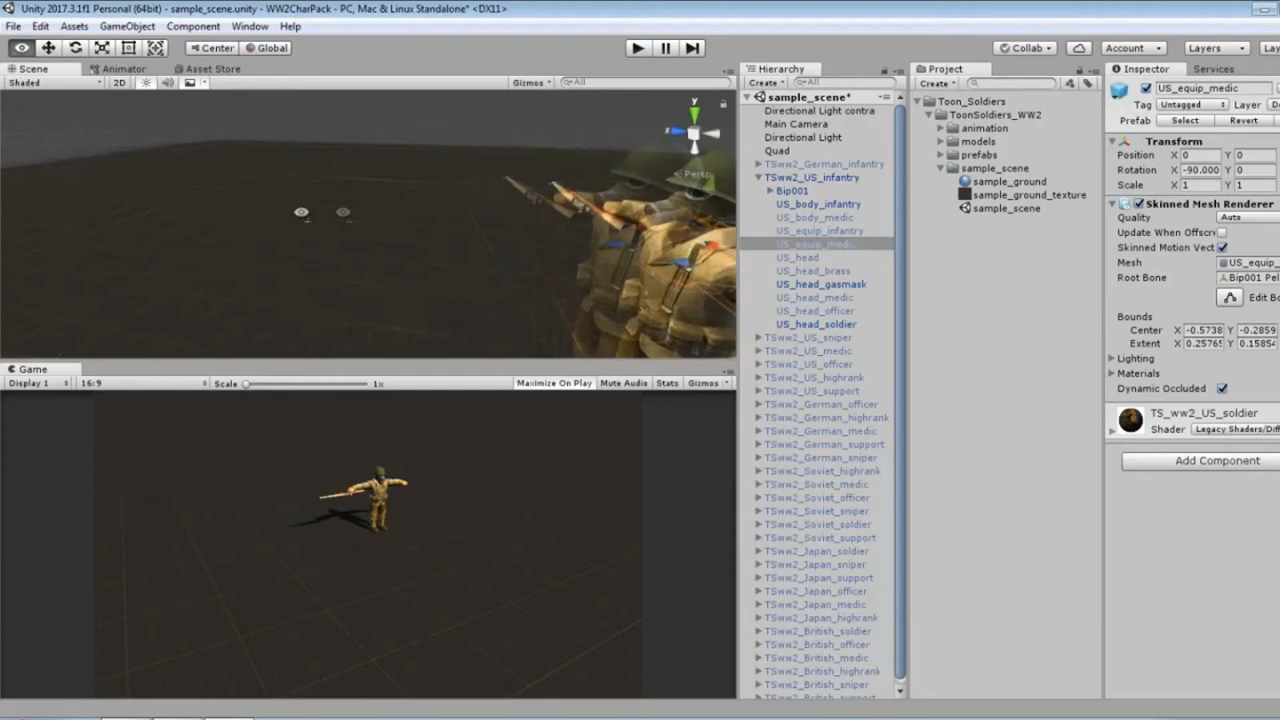 Unity 2017.3.1f1 Personal (64bit) - sample_scene.unity - WW2CharPack - PC, Mac & Linux Standalone* <DX11>
File Edit Assets GameObject Component Window Help
Center Global Collab Account Layers
Scene Animator Asset Store
Shaded 2D Gizmos All
y
Persp
Game
Display 1 16:9 Scale 1x Maximize On Play Mute Audio Stats Gizmos
Hierarchy
Create All
sample_scene*
Directional Light contra
Main Camera
Directional Light
Quad
TSww2_German_infantry
TSww2_US_infantry
Bip001
US_body_infantry
US_body_medic
US_equip_infantry
US_equip_medic
US_head
US_head_brass
US_head_gasmask
US_head_medic
US_head_officer
US_head_soldier
TSww2_US_sniper
TSww2_US_medic
TSww2_US_officer
TSww2_US_highrank
TSww2_US_support
TSww2_German_officer
TSww2_German_highrank
TSww2_German_medic
TSww2_German_support
TSww2_German_sniper
TSww2_Soviet_highrank
TSww2_Soviet_medic
TSww2_Soviet_officer
TSww2_Soviet_sniper
TSww2_Soviet_soldier
TSww2_Soviet_support
TSww2_Japan_soldier
TSww2_Japan_sniper
TSww2_Japan_support
TSww2_Japan_officer
TSww2_Japan_medic
TSww2_Japan_highrank
TSww2_British_soldier
TSww2_British_officer
TSww2_British_medic
TSww2_British_highrank
TSww2_British_sniper
TSww2_British_support
Project
Create
Toon_Soldiers
ToonSoldiers_WW2
animation
models
prefabs
sample_scene
sample_ground
sample_ground_texture
sample_scene
Inspector Services
US_equip_medic
Tag Untagged Layer
Prefab Select Revert
Transform
Position X 0 Y 0
Rotation X -90.000 Y 0
Scale X 1 Y 1
Skinned Mesh Renderer
Quality Auto
Update When Offscr
Skinned Motion Vect
Mesh US_equip_
Root Bone Bip001 Pel
Edit Bo
Bounds
Center X -0.5738 Y -0.2859
Extent X 0.25765 Y 0.15854
Lighting
Materials
Dynamic Occluded
TS_ww2_US_soldier
Shader Legacy Shaders/Diff
Add Component